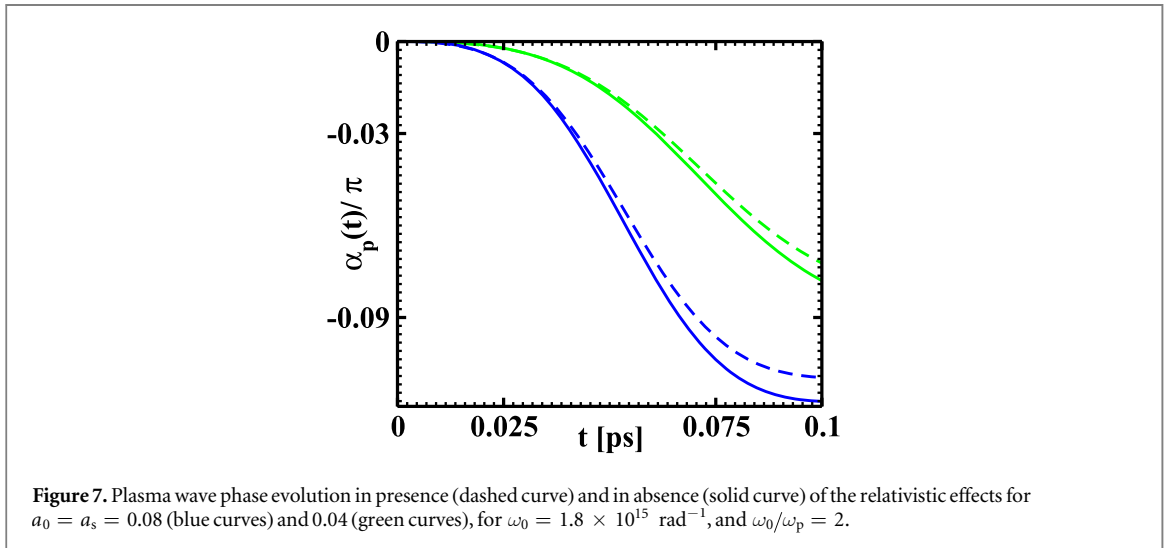 0
-0.03
-0.09
αp(t)/ π
0
0.025
0.075
0.1
t [ps]
Figure 7. Plasma wave phase evolution in presence (dashed curve) and in absence (solid curve) of the relativistic effects for
a0 = as = 0.08 (blue curves) and 0.04 (green curves), for ω0 = 1.8 × 10^15 rad^−1, and ω0/ωp = 2.